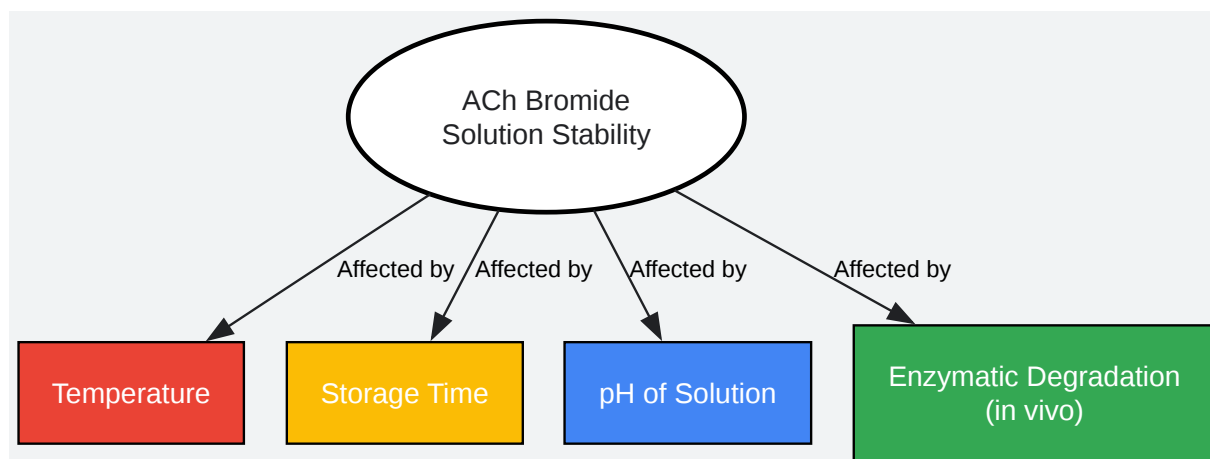 ACh Bromide
Solution Stability
Affected by
Affected by
Affected by
Affected by
Temperature
Storage Time
pH of Solution
Enzymatic Degradation
(in vivo)